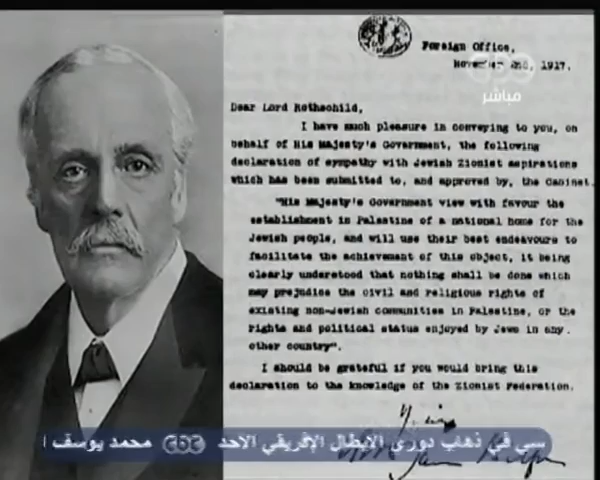 Foreign Office,
November 2nd, 1917.
cbc
مباشر
Dear Lord Rothschild,
I have much pleasure in conveying to you, on
behalf of His Majesty's Government, the following
declaration of sympathy with Jewish Zionist aspirations
which has been submitted to, and approved by, the Cabinet.
"His Majesty's Government view with favour the
establishment in Palestine of a national home for the
Jewish people, and will use their best endeavours to
facilitate the achievement of this object, it being
clearly understood that nothing shall be done which
may prejudice the civil and religious rights of
existing non-Jewish communities in Palestine, or the
rights and political status enjoyed by Jews in any
other country".
I should be grateful if you would bring this
declaration to the knowledge of the Zionist Federation.
سى في ذهاب دوري الابطال الإفريقي الاحد cbc محمد يوسف ا